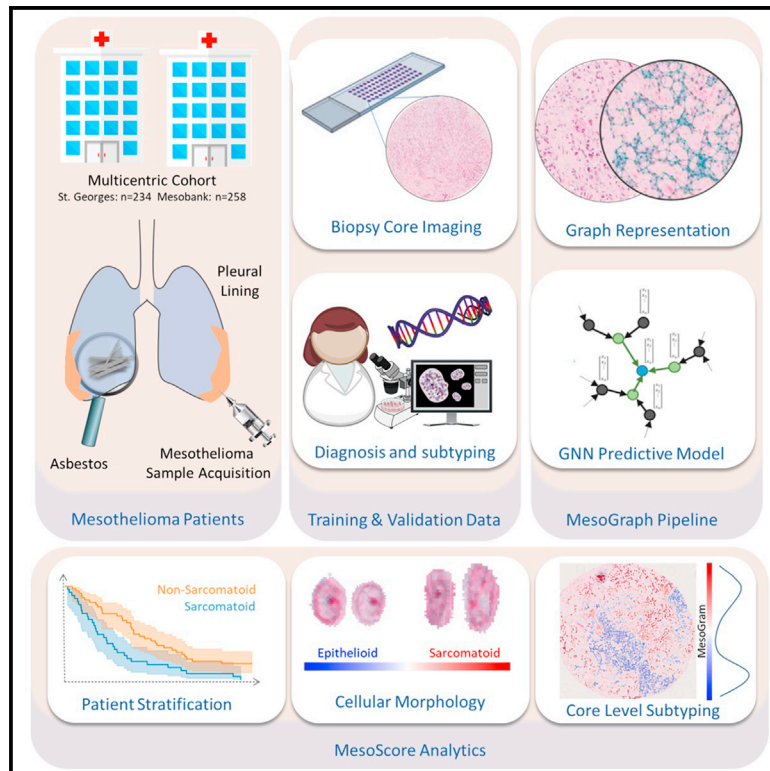 Multicentric Cohort
St. Georges: n=234 Mesobank: n=258
Pleural
Lining
Asbestos
Mesothelioma
Sample Acquisition
Mesothelioma Patients
Biopsy Core Imaging
Diagnosis and subtyping
Training & Validation Data
Graph Representation
GNN Predictive Model
MesoGraph Pipeline
Non-Sarcomatoid
Sarcomatoid
Patient Stratification
Epithelioid
Sarcomatoid
Cellular Morphology
MesoGram
Core Level Subtyping
MesoScore Analytics